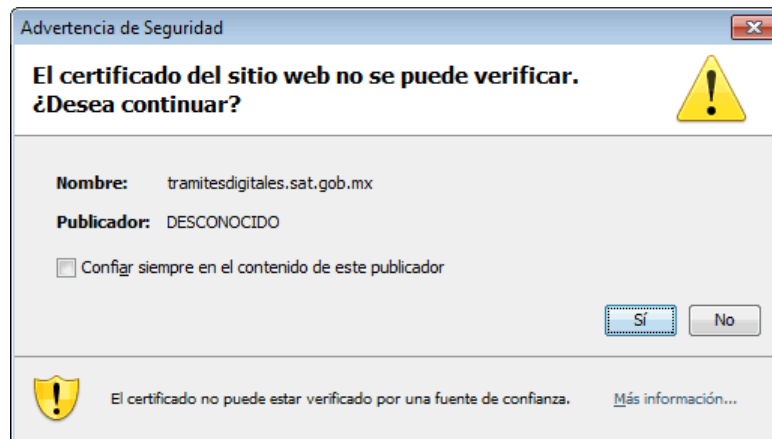 Advertencia de Seguridad
El certificado del sitio web no se puede verificar.
¿Desea continuar?
Nombre: tramitesdigitales.sat.gob.mx
Publicador: DESCONOCIDO
Confiar siempre en el contenido de este publicador
Sí No
El certificado no puede estar verificado por una fuente de confianza. Más información...